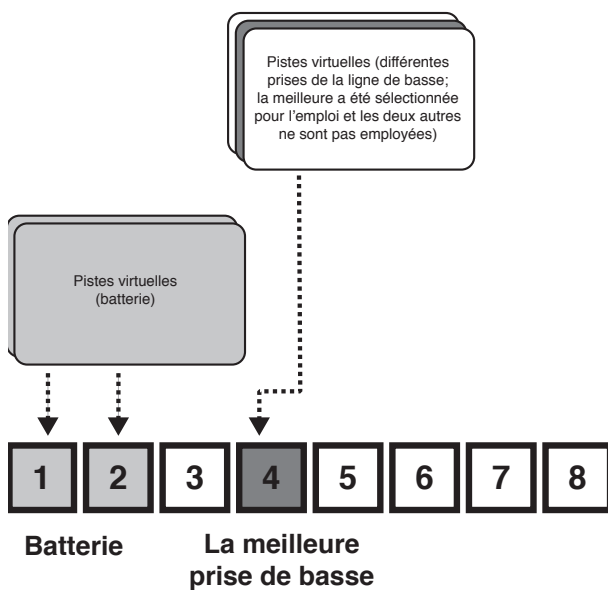 Pistes virtuelles (différentes
prises de la ligne de basse;
la meilleure a été sélectionnée
pour l'emploi et les deux autres
ne sont pas employées)
Pistes virtuelles
(batterie)
1 2 3 4 5 6 7 8
Batterie
La meilleure
prise de basse